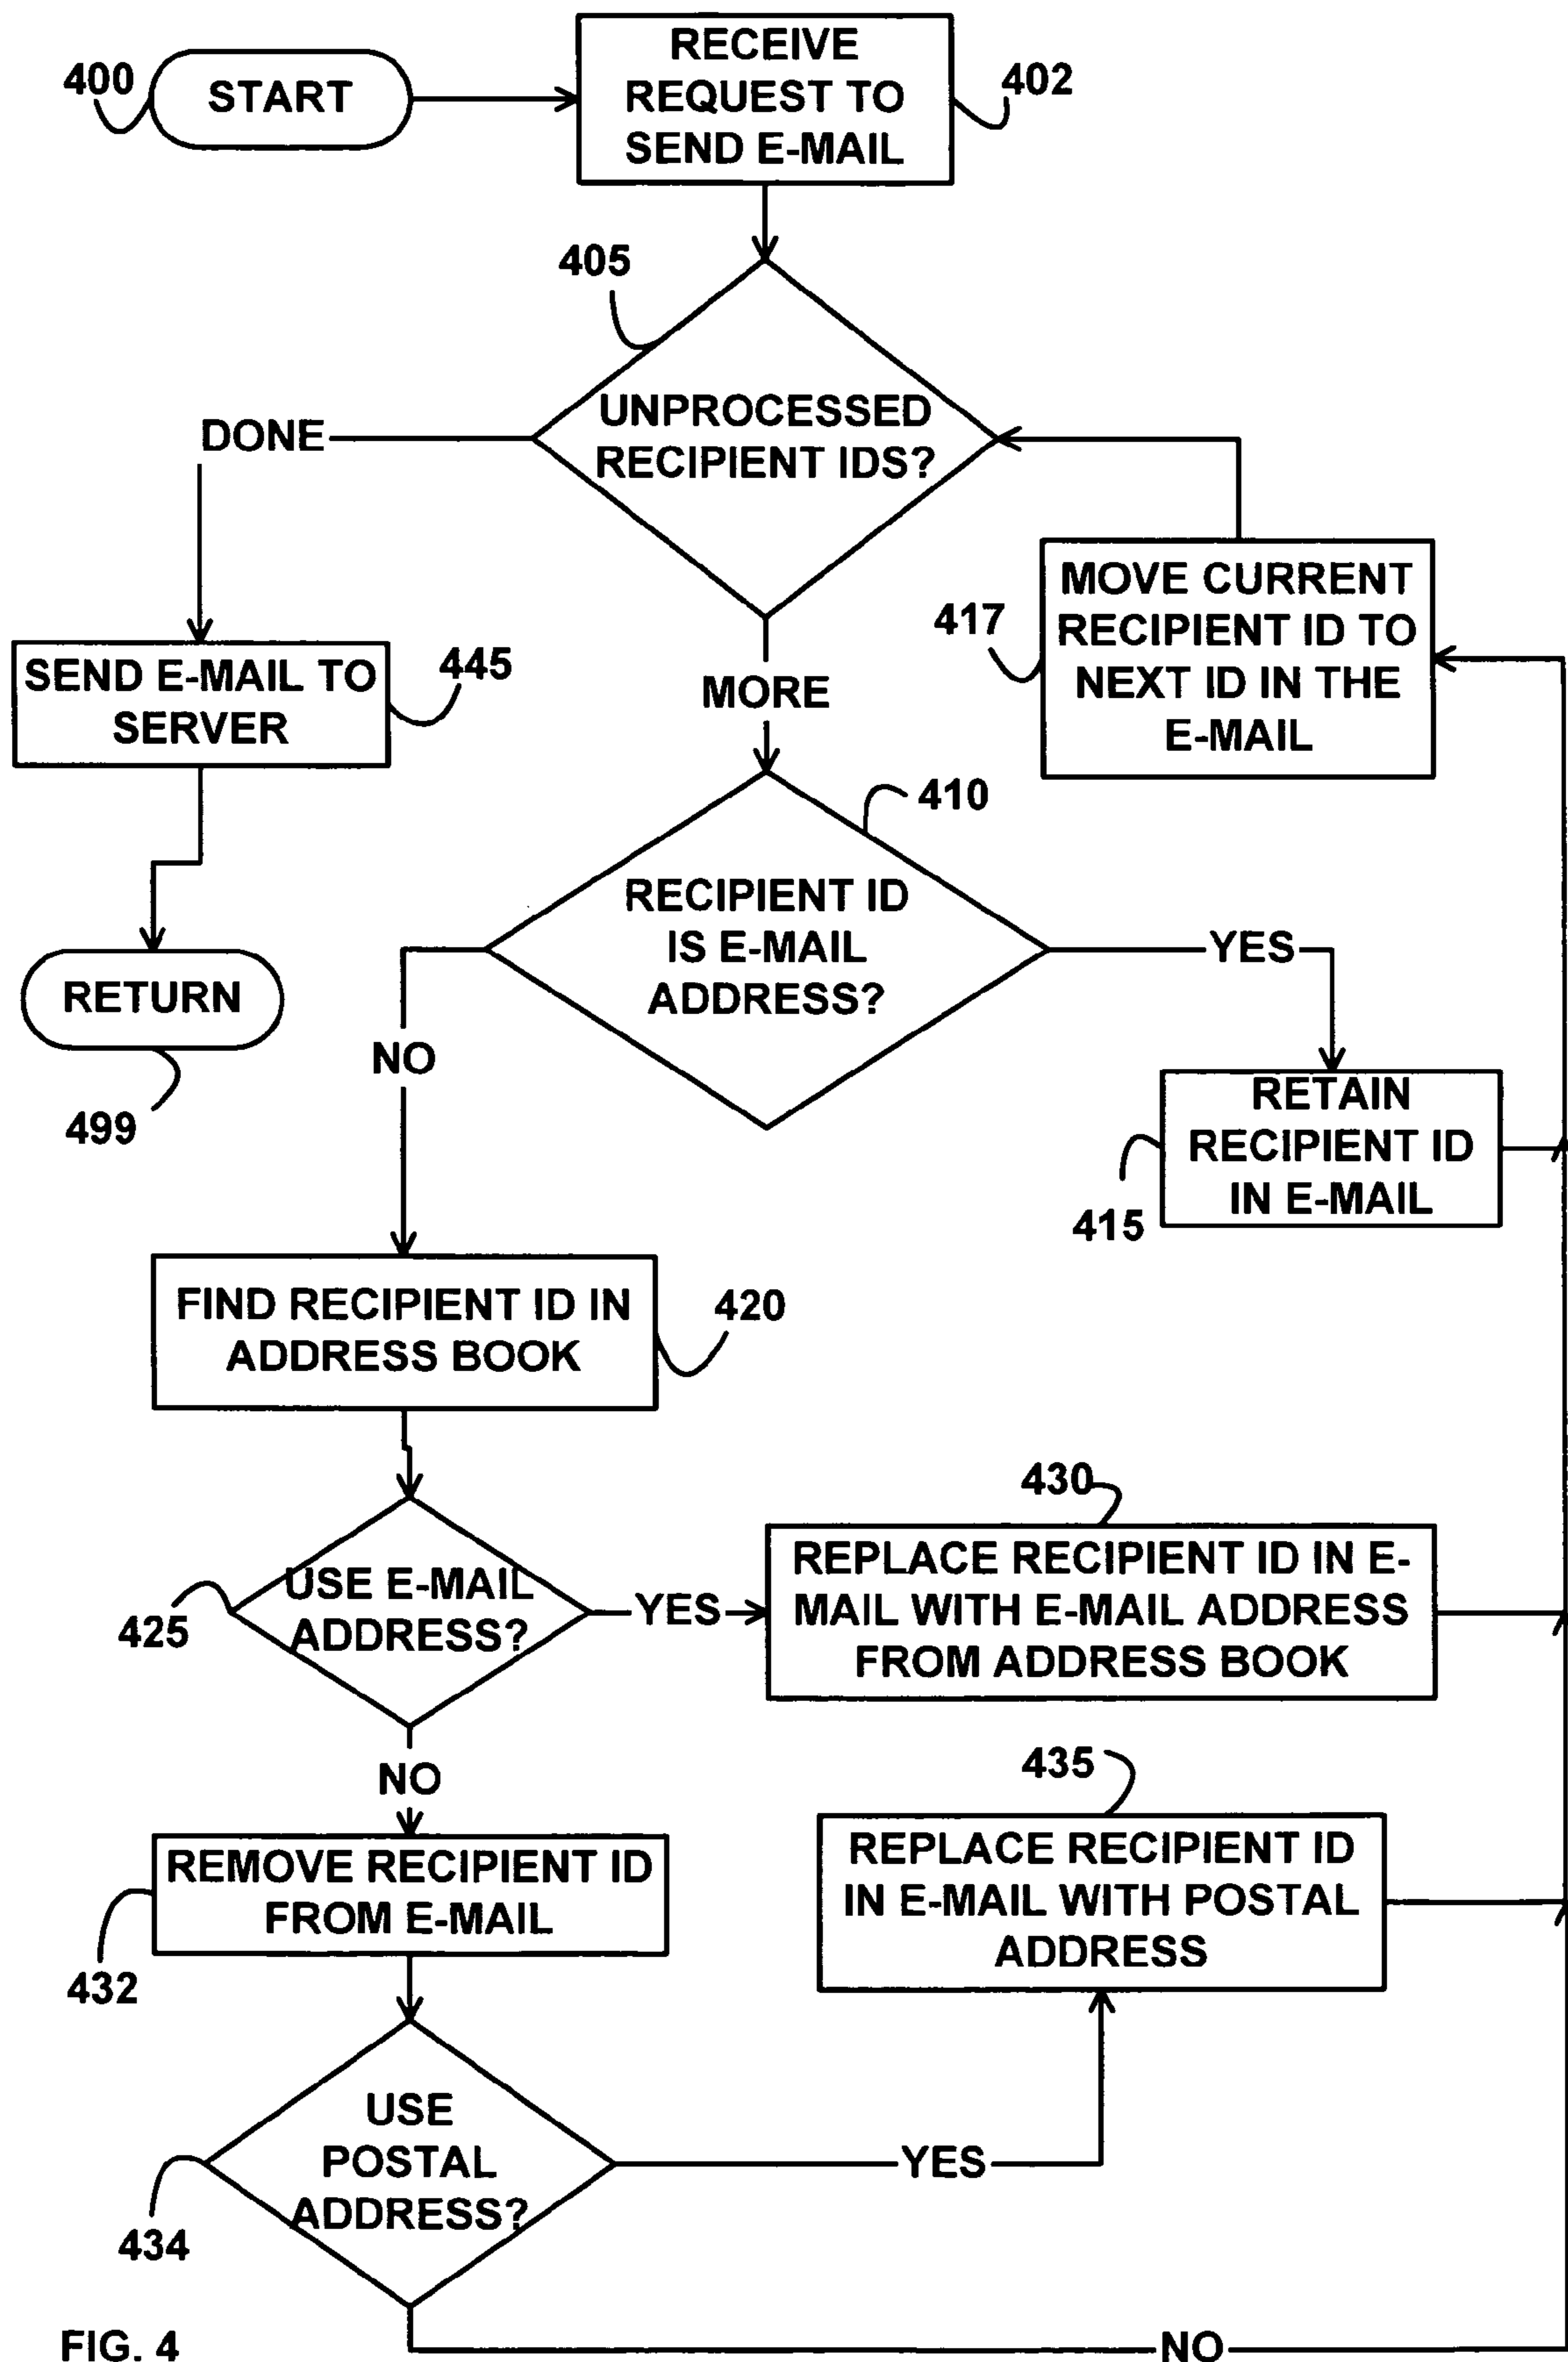 400
START
RECEIVE
REQUEST TO
SEND E-MAIL
402
405
UNPROCESSED
RECIPIENT IDS?
DONE
MORE
MOVE CURRENT
RECIPIENT ID TO
NEXT ID IN THE
E-MAIL
417
SEND E-MAIL TO
SERVER
445
RETURN
499
410
RECIPIENT ID
IS E-MAIL
ADDRESS?
YES
NO
RETAIN
RECIPIENT ID
IN E-MAIL
415
FIND RECIPIENT ID IN
ADDRESS BOOK
420
USE E-MAIL
ADDRESS?
425
YES
430
REPLACE RECIPIENT ID IN E-
MAIL WITH E-MAIL ADDRESS
FROM ADDRESS BOOK
NO
REMOVE RECIPIENT ID
FROM E-MAIL
432
435
REPLACE RECIPIENT ID
IN E-MAIL WITH POSTAL
ADDRESS
USE
POSTAL
ADDRESS?
434
YES
NO
FIG. 4